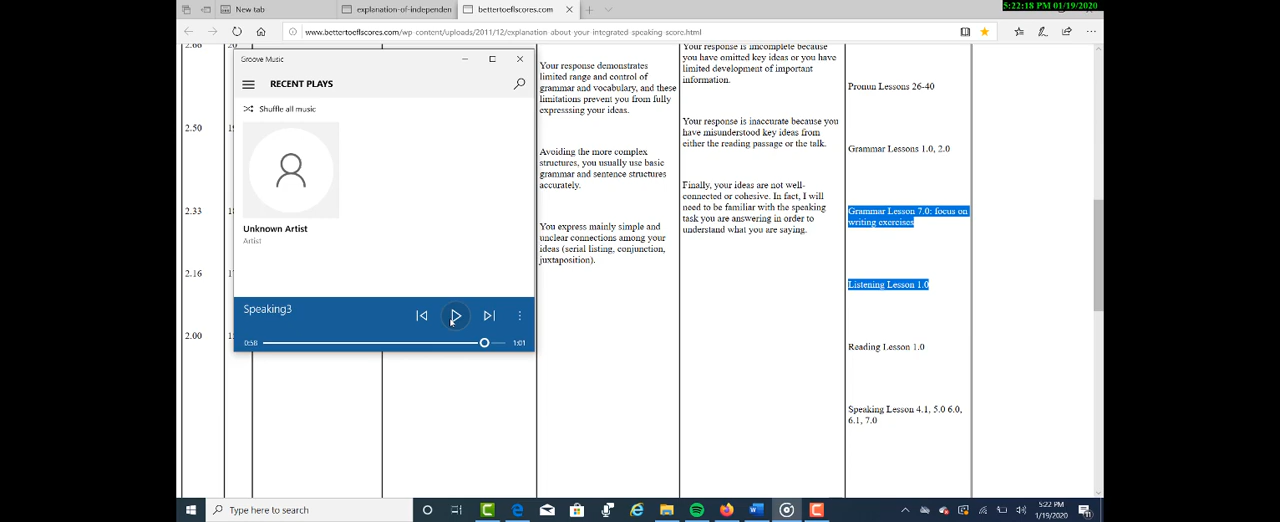 5:22:18 PM 01/19/2020
New tab
explanation-of-independen
bettertoeflscores.com
www.bettertoeflscores.com/wp content/uploads/2011/12/explanation about your integrated speaking score.html
Groove Music
RECENT PLAYS
Shuffle all music
Unknown Artist
Artist
Speaking3
0:58
1:01
2.66
2.50
2.33
2.16
2.00
Your response demonstrates
limited range and control of
grammar and vocabulary, and these
limitations prevent you from fully
expresssing your ideas.
Avoiding the more complex
structures, you usually use basic
grammar and sentence structures
accurately.
You express mainly simple and
unclear connections among your
ideas (serial listing, conjunction,
juxtaposition).
Your response is incomplete because
you have omitted key ideas or you have
limited development of important
information.
Your response is inaccurate because you
have misunderstood key ideas from
either the reading passage or the talk.
Finally, your ideas are not well-
connected or cohesive. In fact, I will
need to be familiar with the speaking
task you are answering in order to
understand what you are saying.
Pronun Lessons 26-40
Grammar Lessons 1.0, 2.0
Grammar Lesson 7.0: focus on
writing exercises
Listening Lesson 1.0
Reading Lesson 1.0
Speaking Lesson 4.1, 5.0 6.0,
6.1, 7.0
Type here to search
5:22 PM
1/19/2020